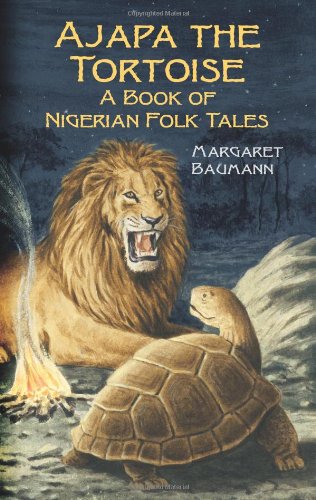 AJAPA THE
TORTOISE
A BOOK OF
NIGERIAN FOLK TALES
MARGARET
BAUMANN